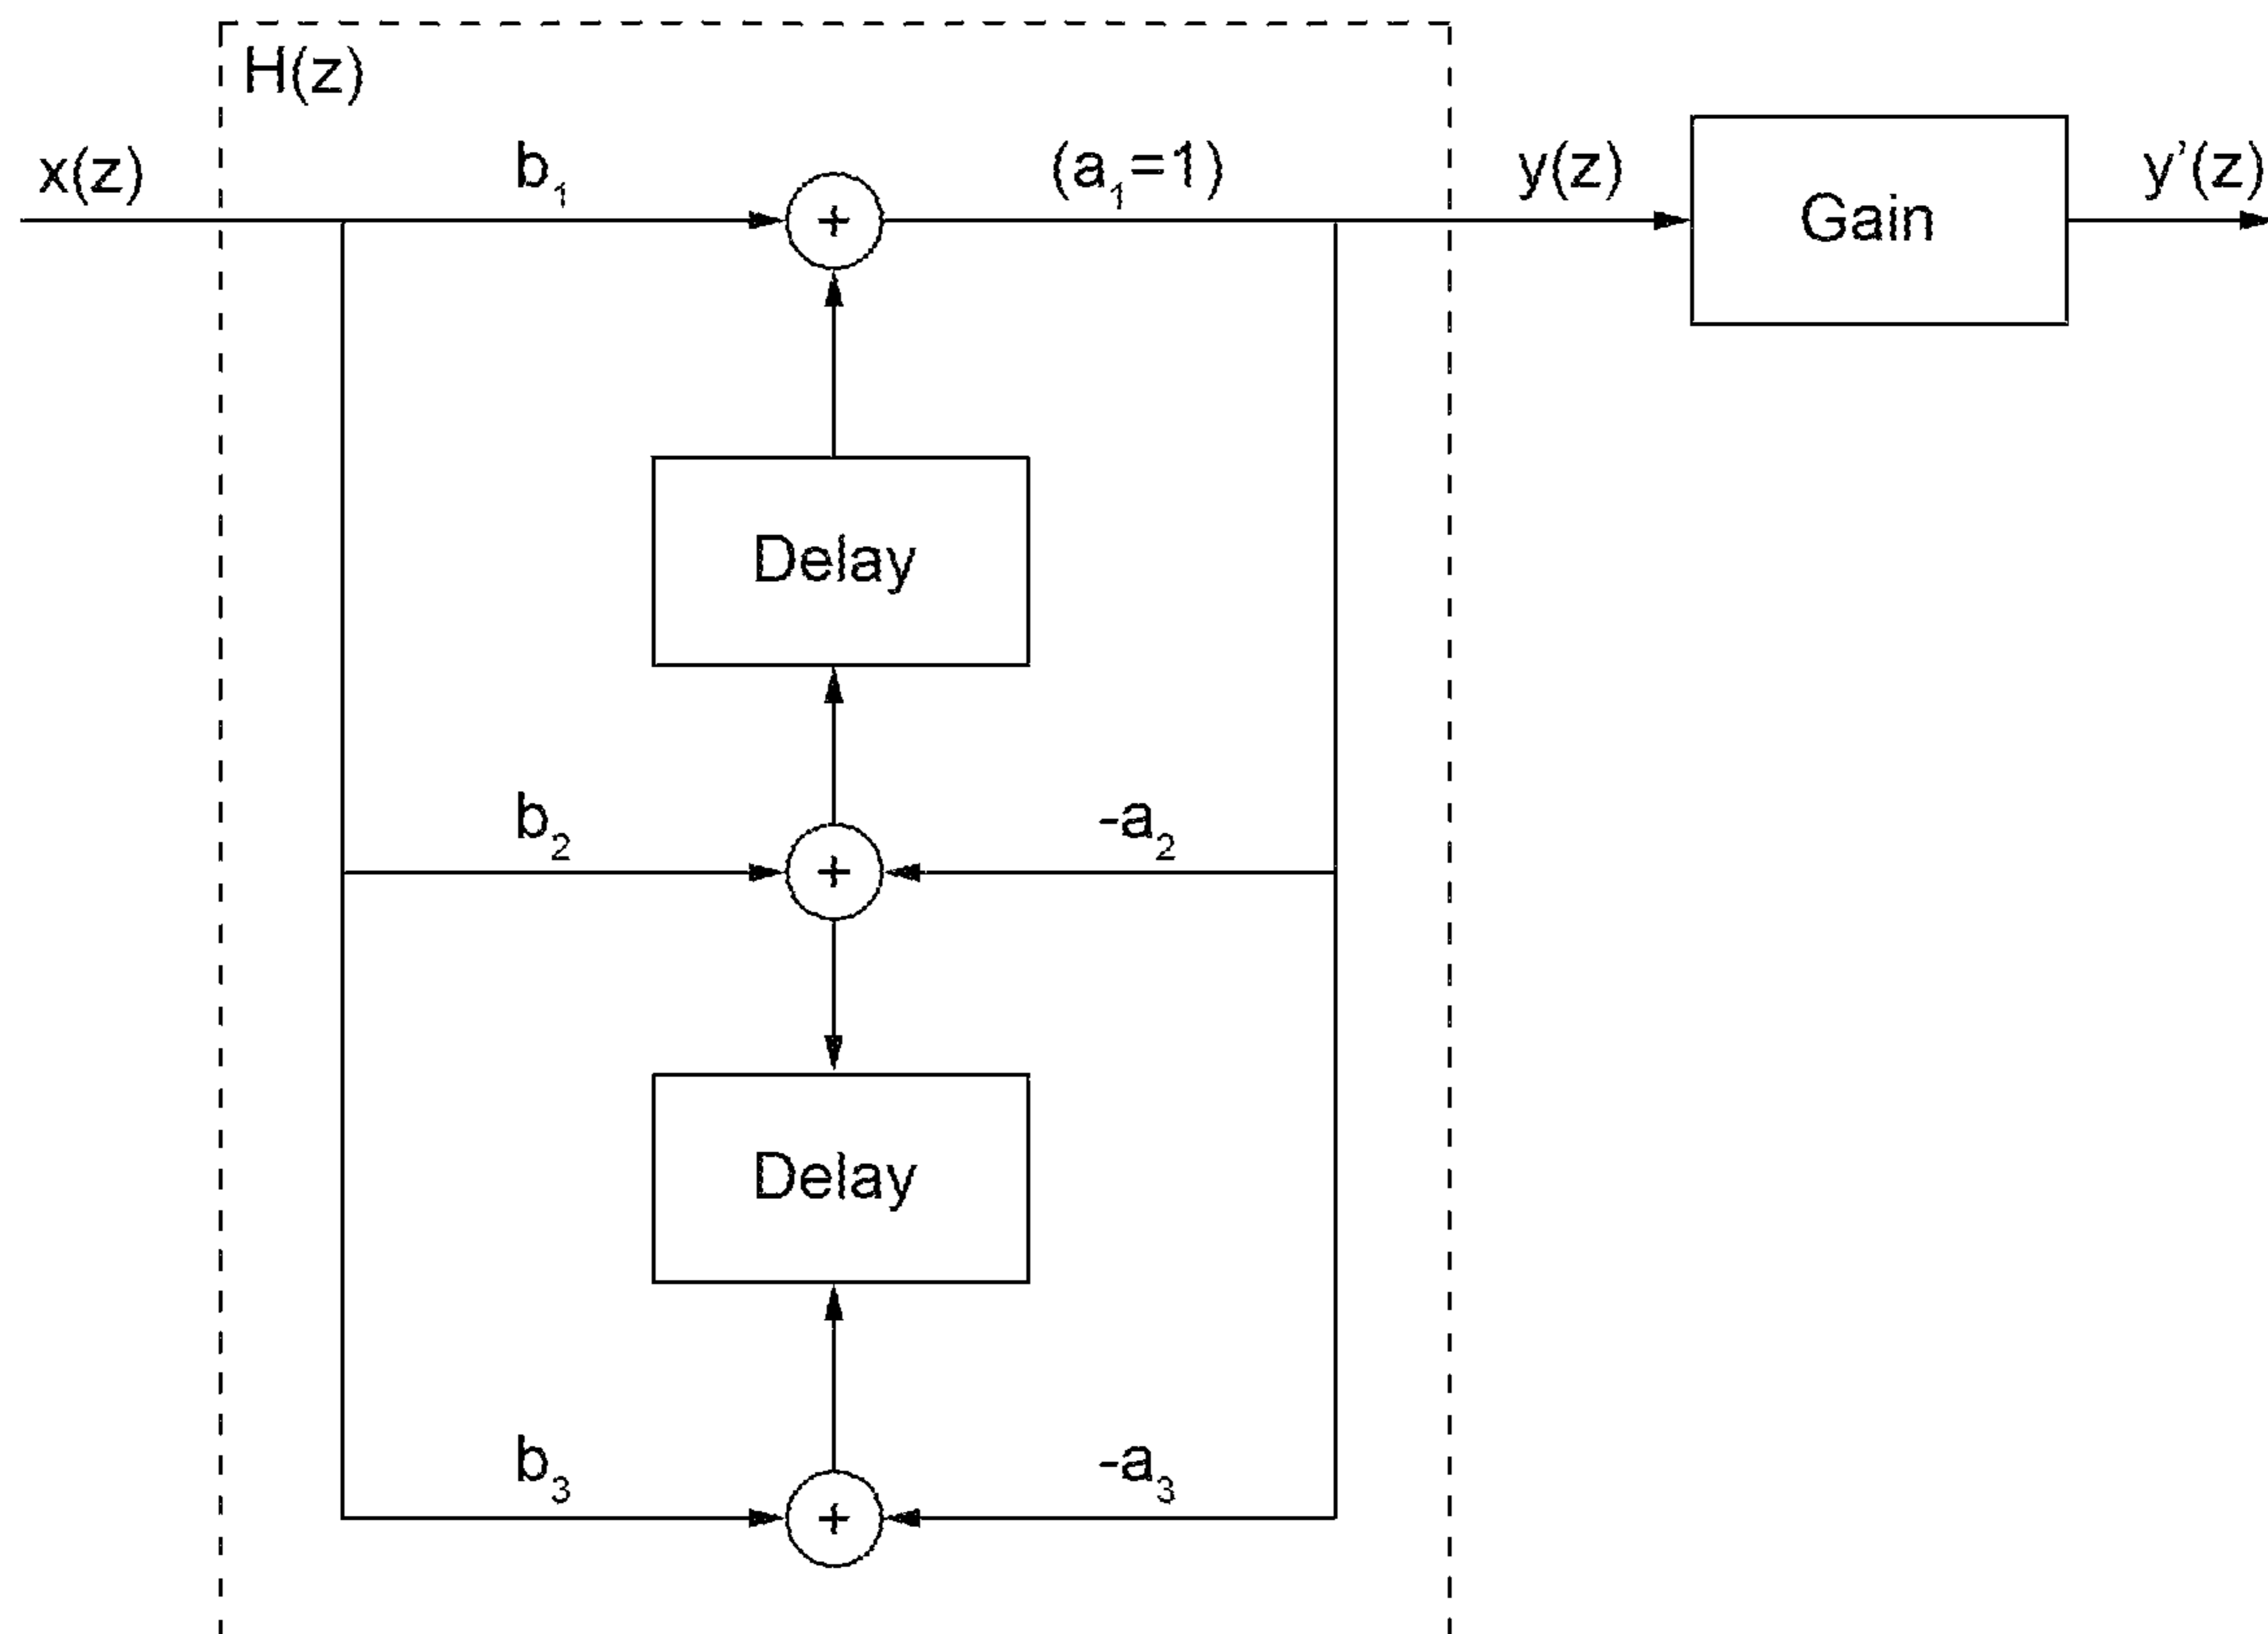 H(z)
x(z)
b₁
(a₁=1)
y(z)
Gain
y'(z)
+
Delay
b₂
-a₂
+
Delay
b₃
-a₃
+